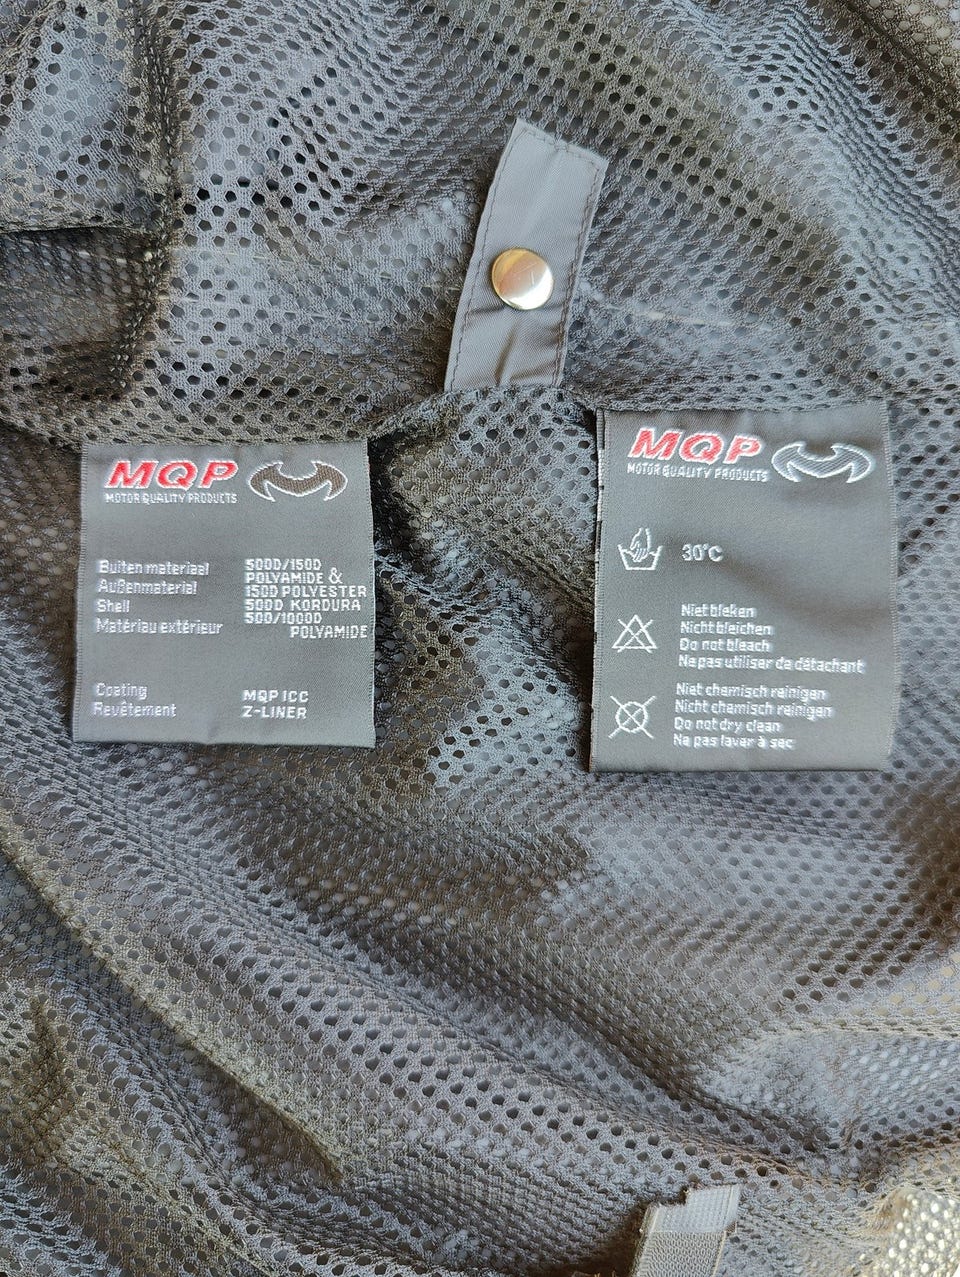 MQP
MOTOR QUALITY PRODUCTS
Buiten materiaal
Außenmaterial
Shell
Matériau extérieur
500D/150D
POLYAMIDE &
150D POLYESTER
500D KORDURA
500/1000D
POLYAMIDE
Coating
Revêtement
MQP ICC
Z-LINER
MQP
MOTOR QUALITY PRODUCTS
30°C
Niet bleken
Nicht bleichen
Do not bleach
Ne pas utiliser de détachant
Niet chemisch reinigen
Nicht chemisch reinigen
Do not dry clean
Ne pas laver à sec